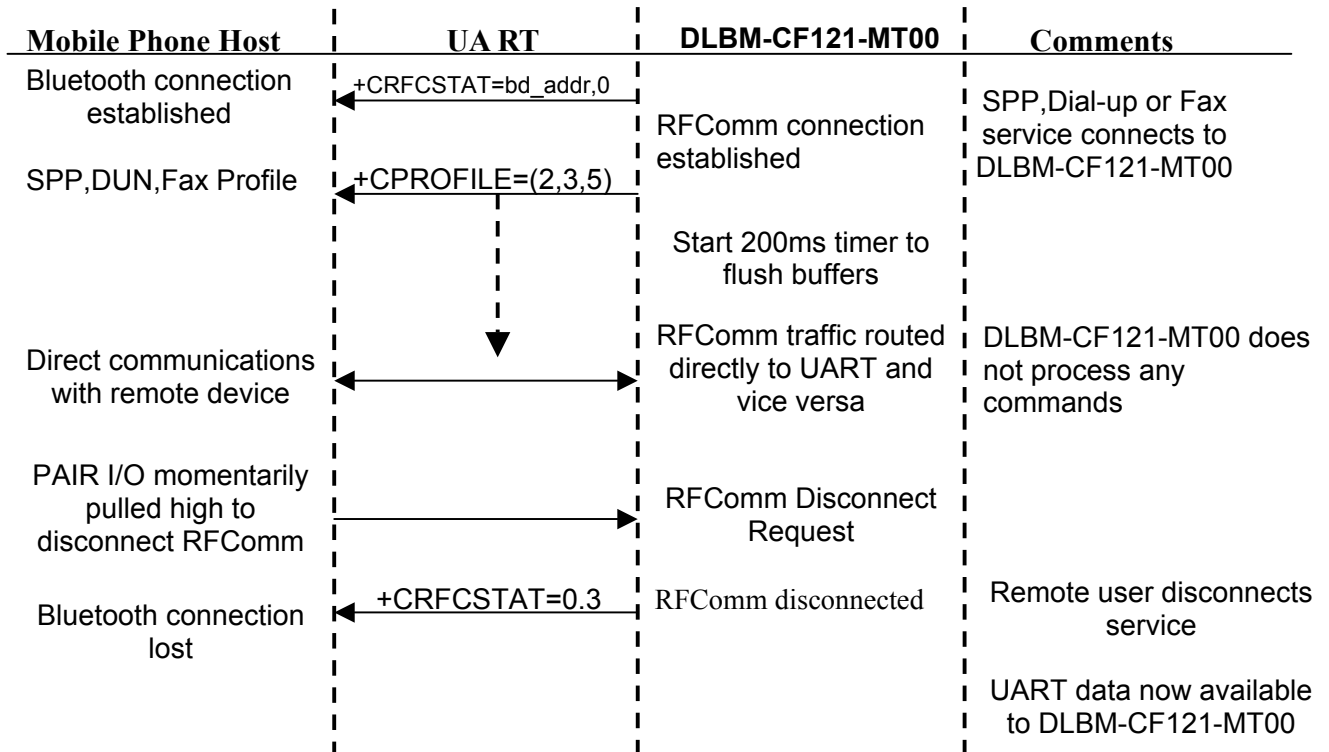 Mobile Phone Host UA RT DLBM-CF121-MT00 Comments
Bluetooth connection
established
+CRFCSTAT=bd_addr,0
RFComm connection
established
SPP,Dial-up or Fax
service connects to
DLBM-CF121-MT00
SPP,DUN,Fax Profile
+CPROFILE=(2,3,5)
Start 200ms timer to
flush buffers
Direct communications
with remote device
RFComm traffic routed
directly to UART and
vice versa
DLBM-CF121-MT00 does
not process any
commands
PAIR I/O momentarily
pulled high to
disconnect RFComm
RFComm Disconnect
Request
Bluetooth connection
lost
+CRFCSTAT=0.3
RFComm disconnected
Remote user disconnects
service
UART data now available
to DLBM-CF121-MT00